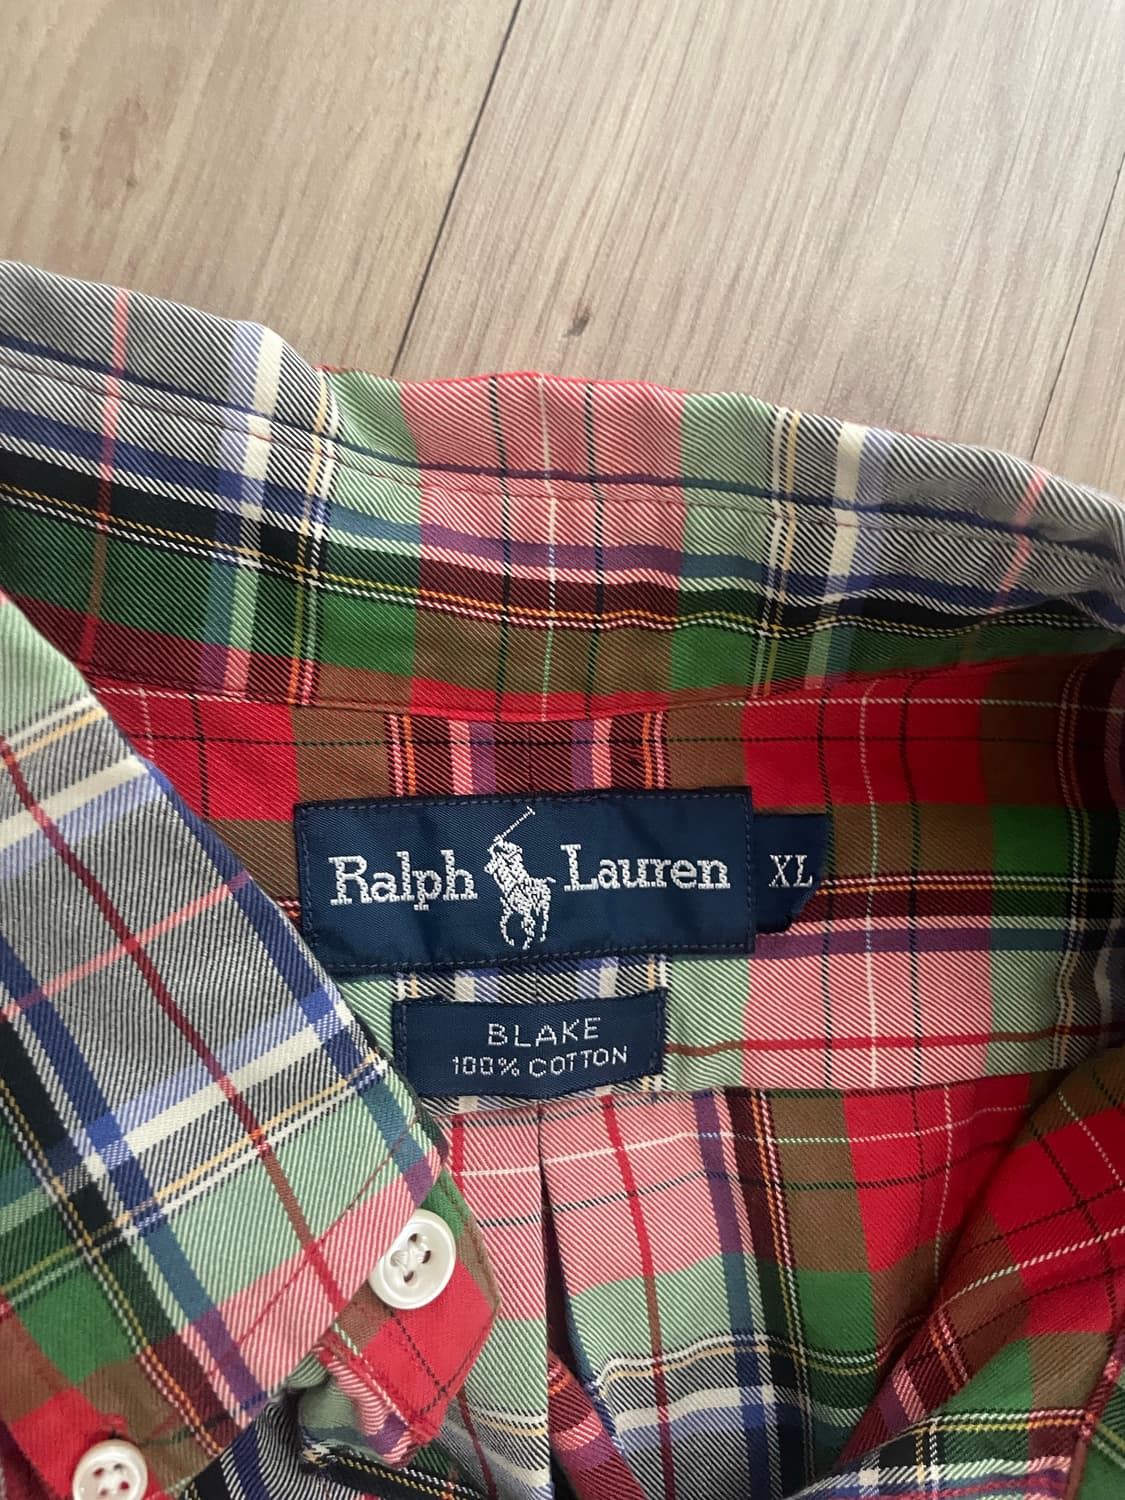 Ralph Lauren XL
BLAKE
100% COTTON